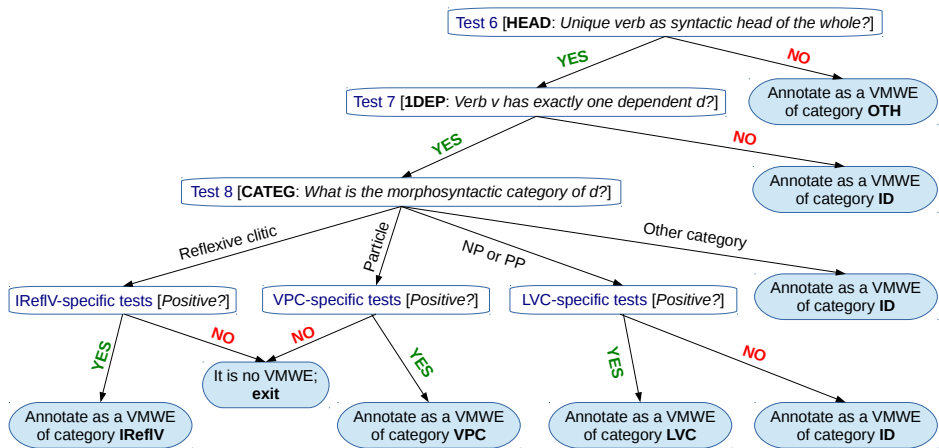 Test 6 [HEAD: Unique verb as syntactic head of the whole?]
YES
NO
Test 7 [1DEP: Verb v has exactly one dependent d?]
Annotate as a VMWE
of category OTH
YES
NO
Test 8 [CATEG: What is the morphosyntactic category of d?]
Annotate as a VMWE
of category ID
Reflexive clitic
Particle
NP or PP
Other category
IReflV-specific tests [Positive?]
VPC-specific tests [Positive?]
LVC-specific tests [Positive?]
Annotate as a VMWE
of category ID
YES
NO
NO
YES
YES
NO
It is no VMWE;
exit
Annotate as a VMWE
of category IReflV
Annotate as a VMWE
of category VPC
Annotate as a VMWE
of category LVC
Annotate as a VMWE
of category ID